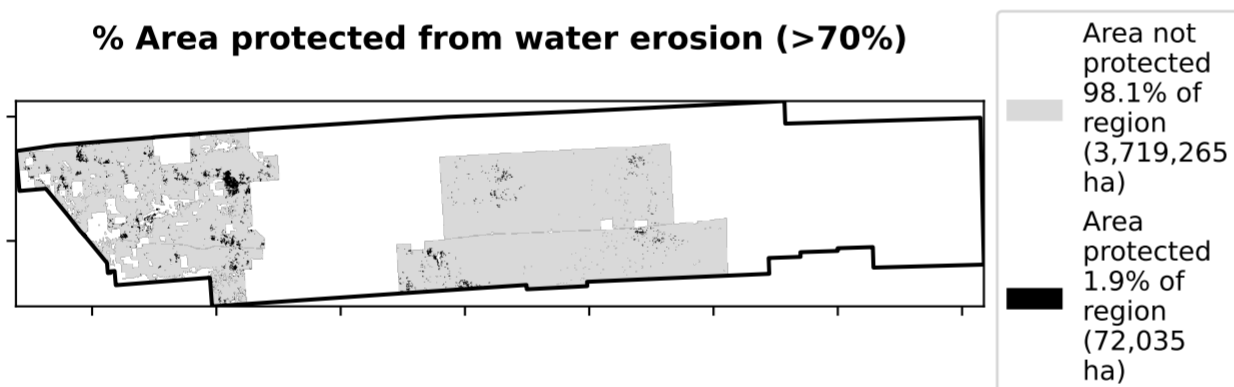 % Area protected from water erosion (>70%)
Area not
protected
98.1% of
region
(3,719,265
ha)
Area
protected
1.9% of
region
(72,035
ha)